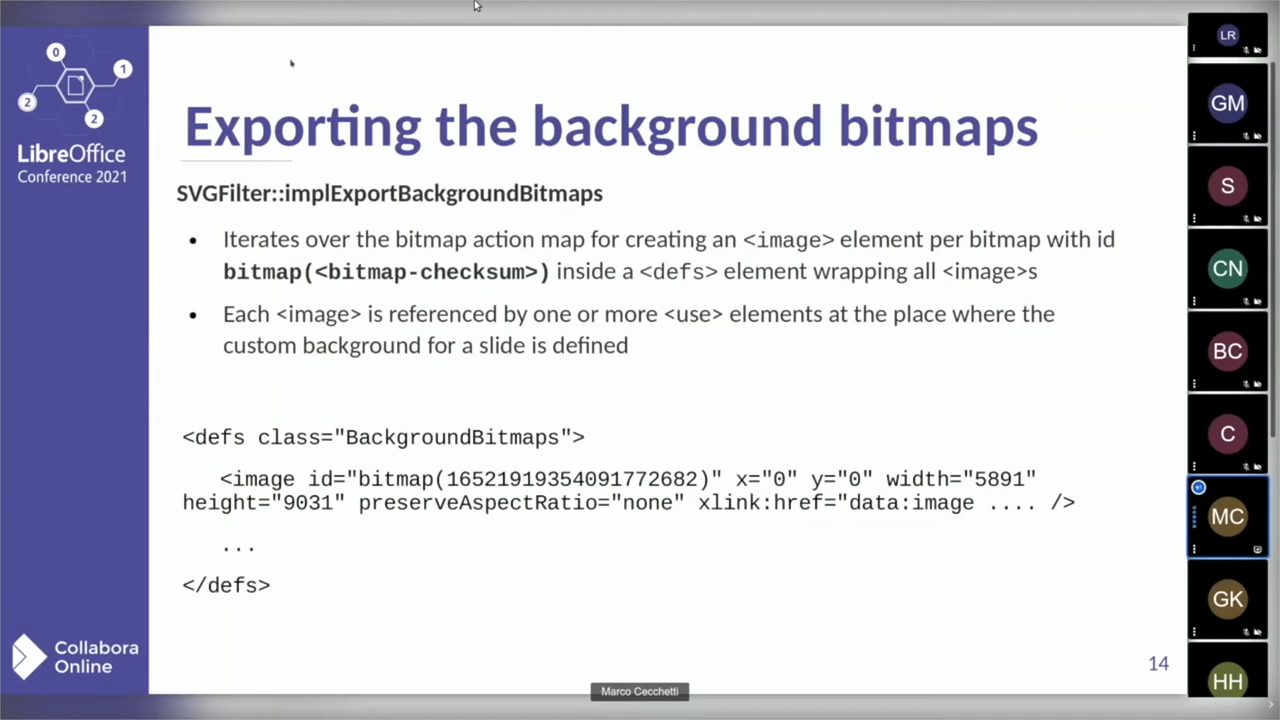 0
1
2
2
LibreOffice
Conference 2021
Exporting the background bitmaps
SVGFilter::implExportBackgroundBitmaps
• Iterates over the bitmap action map for creating an <image> element per bitmap with id
bitmap(<bitmap-checksum>) inside a <defs> element wrapping all <image>s
• Each <image> is referenced by one or more <use> elements at the place where the
custom background for a slide is defined
<defs class="BackgroundBitmaps">
<image id="bitmap(16521919354091772682)" x="0" y="0" width="5891"
height="9031" preserveAspectRatio="none" xlink:href="data:image .... />
...
</defs>
Collabora
Online
14
Marco Cecchetti
LR
GM
S
CN
BC
C
MC
GK
HH